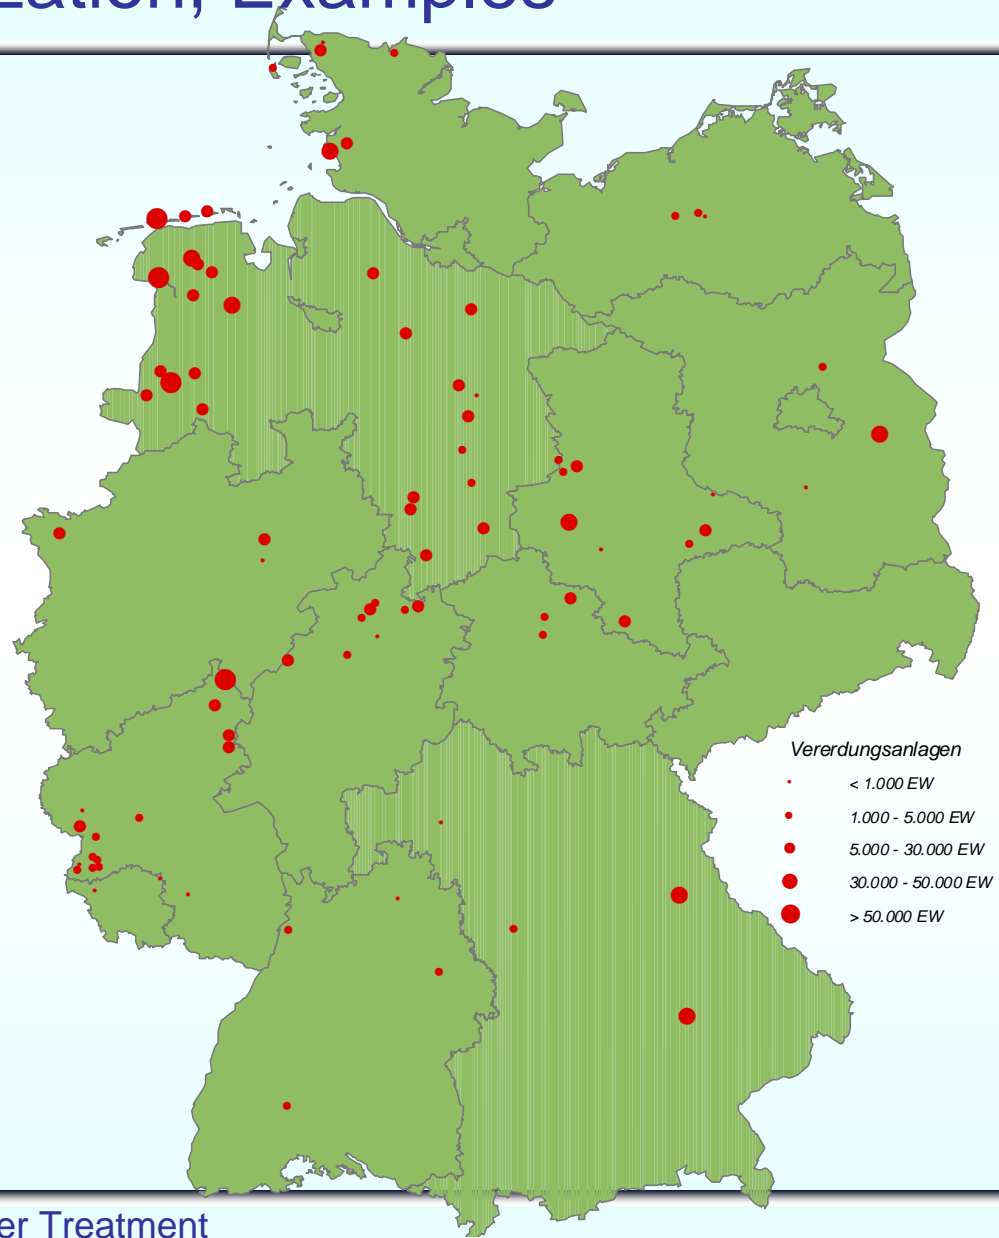 Examples
Vererdungsanlagen
< 1.000 EW
1.000 - 5.000 EW
5.000 - 30.000 EW
30.000 - 50.000 EW
> 50.000 EW
er Treatment